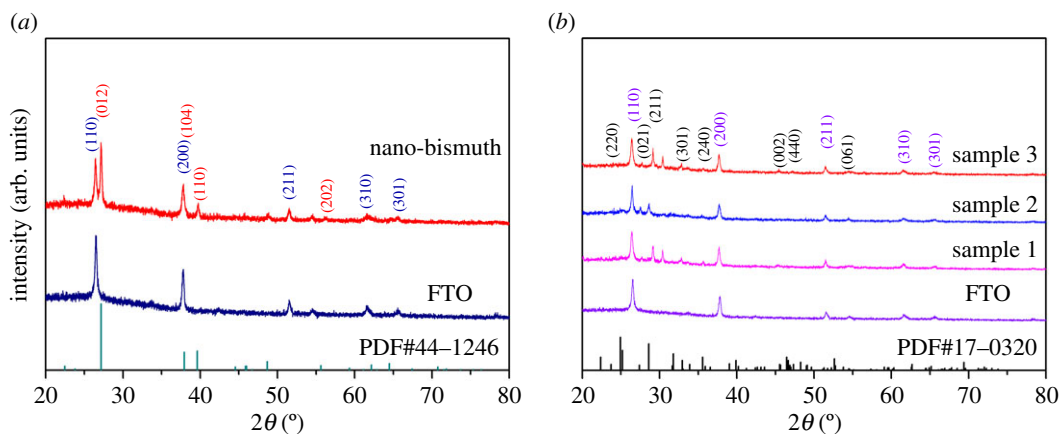 (a)
intensity (arb. units)
(110)
(012)
(200)
(104)
(110)
(211)
(202)
(310)
(301)
nano-bismuth
FTO
PDF#44–1246
20 30 40 50 60 70 80
2θ (°)
(b)
(220)
(110)
(021)
(211)
(301)
(240)
(200)
(002)
(440)
(211)
(061)
(310)
(301)
sample 3
sample 2
sample 1
FTO
PDF#17–0320
20 30 40 50 60 70 80
2θ (°)